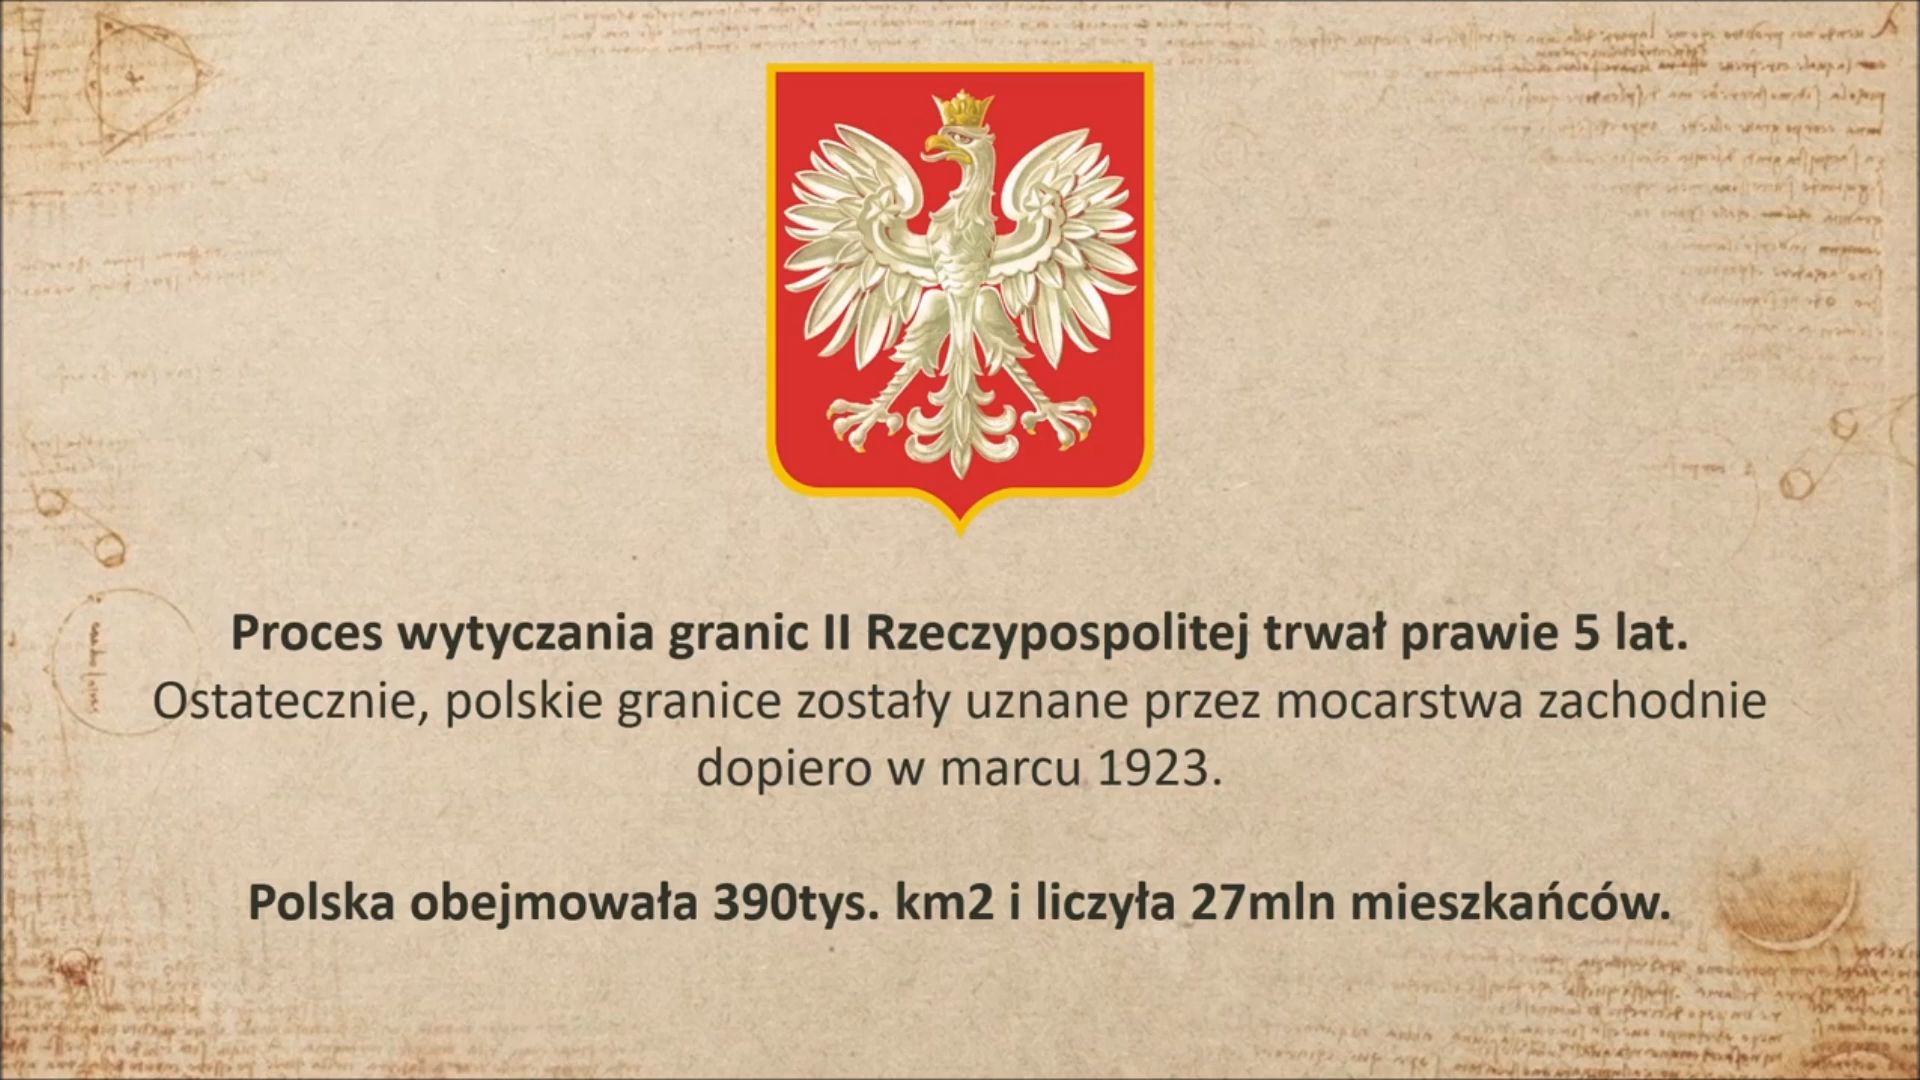 Proces wytyczania granic II Rzeczypospolitej trwał prawie 5 lat.
Ostatecznie, polskie granice zostały uznane przez mocarstwa zachodnie
dopiero w marcu 1923.
Polska obejmowała 390tys. km2 i liczyła 27mln mieszkańców.